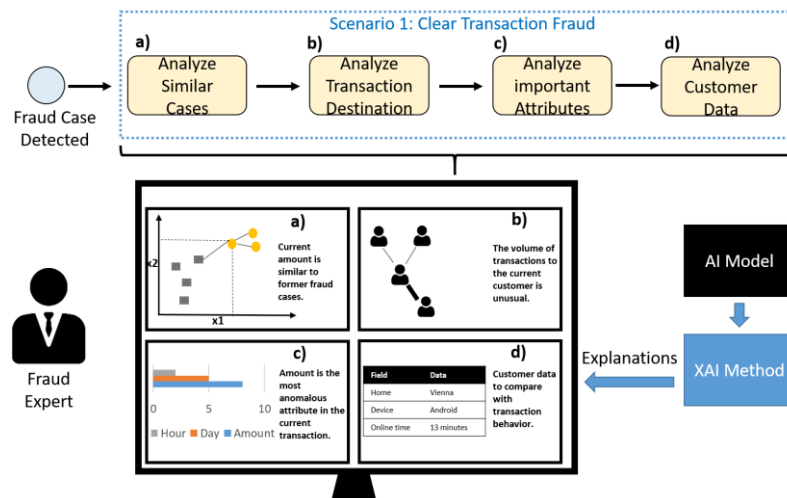 Scenario 1: Clear Transaction Fraud
a)
b)
c)
d)
Analyze
Similar
Cases
Analyze
Transaction
Destination
Analyze
important
Attributes
Analyze
Customer
Data
Fraud Case
Detected
a)
Current
amount is
similar to
former fraud
cases.
x2
x1
b)
The volume of
transactions to
the current
customer is
unusual.
c)
Amount is the
most
anomalous
attribute in the
current
transaction.
0 5 10
Hour Day Amount
d)
Field Data
Home Vienna
Device Android
Online time 13 minutes
Customer data
to compare
with
transaction
behavior.
Fraud
Expert
AI Model
Explanations
XAI Method